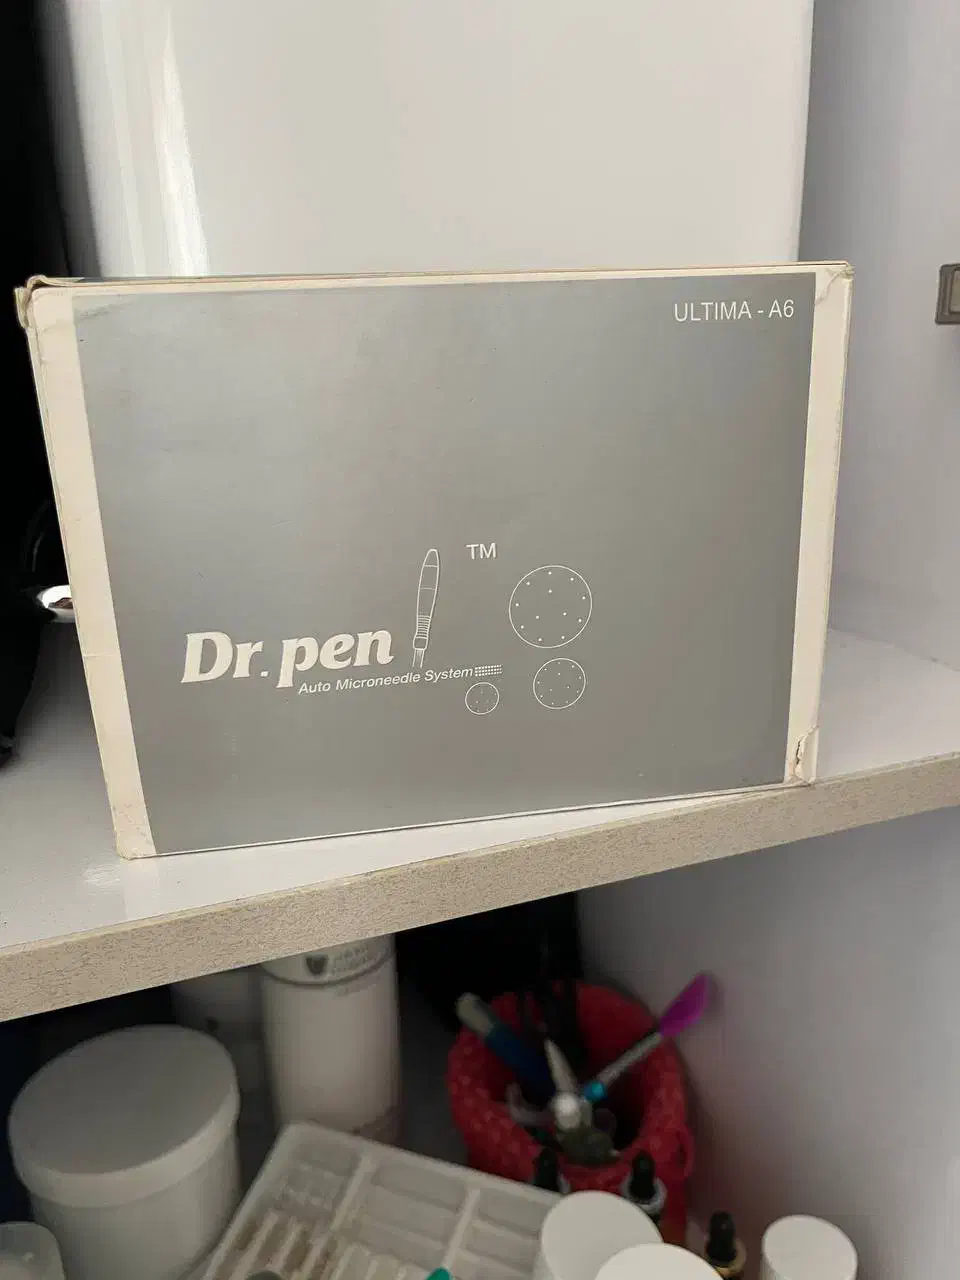 ULTIMA - A6
TM
Dr. pen
Auto Microneedle System